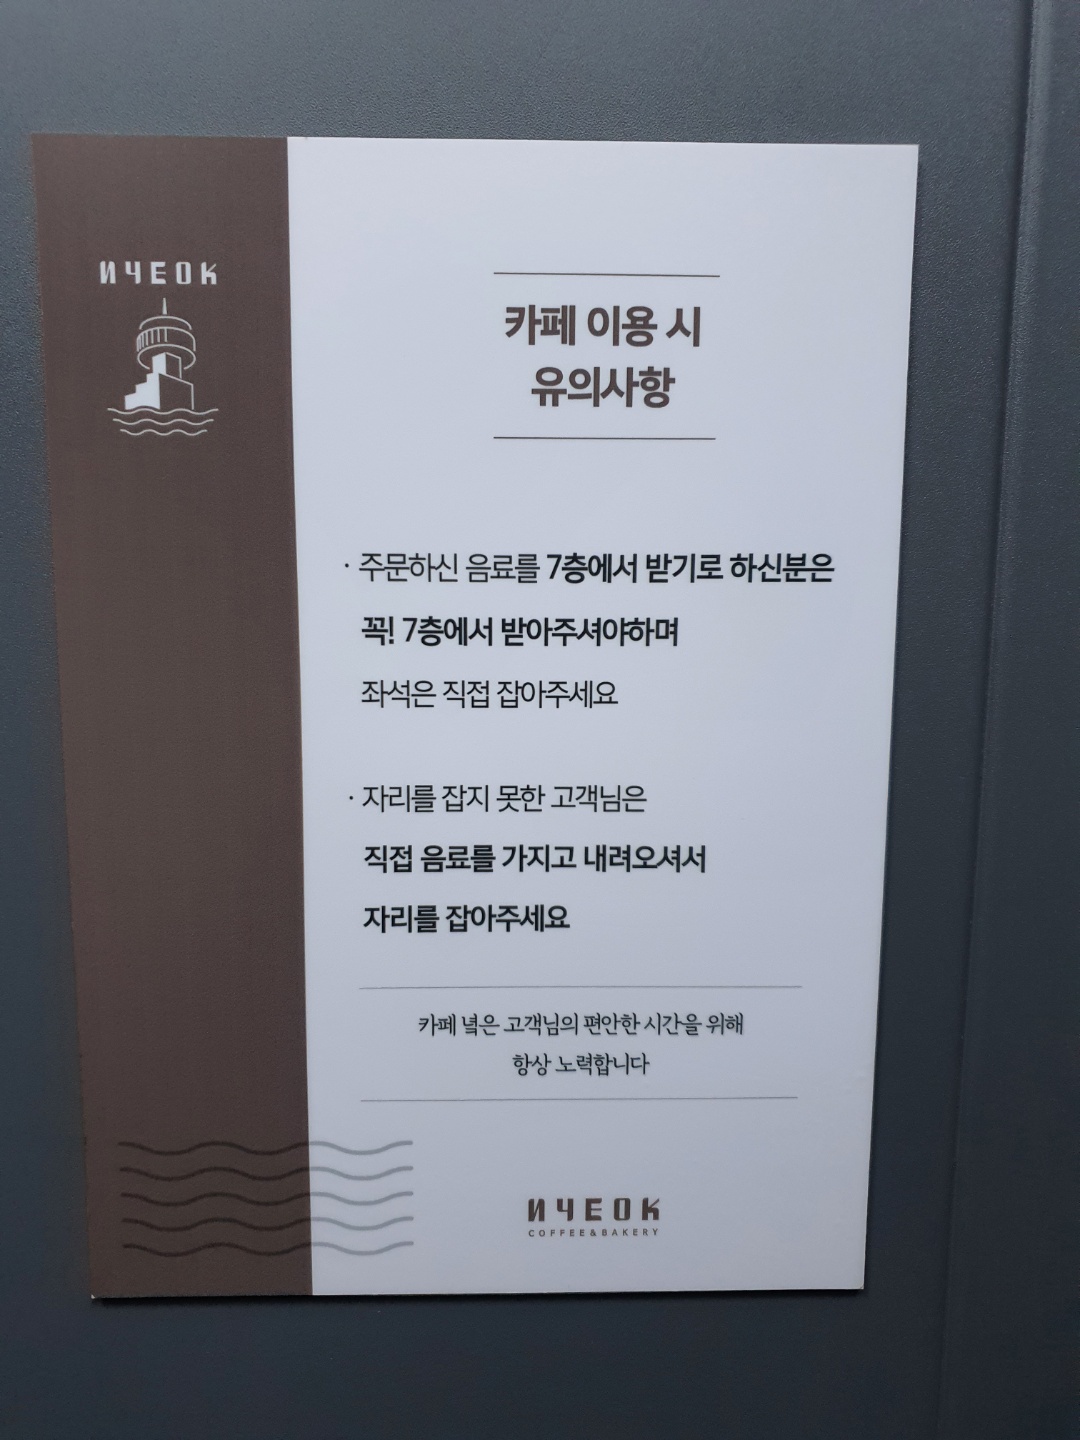 NYEOK
카페 이용 시
유의사항
· 주문하신 음료를 7층에서 받기로 하신분은
꼭! 7층에서 받아주셔야하며
좌석은 직접 잡아주세요
· 자리를 잡지 못한 고객님은
직접 음료를 가지고 내려오셔서
자리를 잡아주세요
카페 녘은 고객님의 편안한 시간을 위해
항상 노력합니다
NYEOK
COFFEE&BAKERY